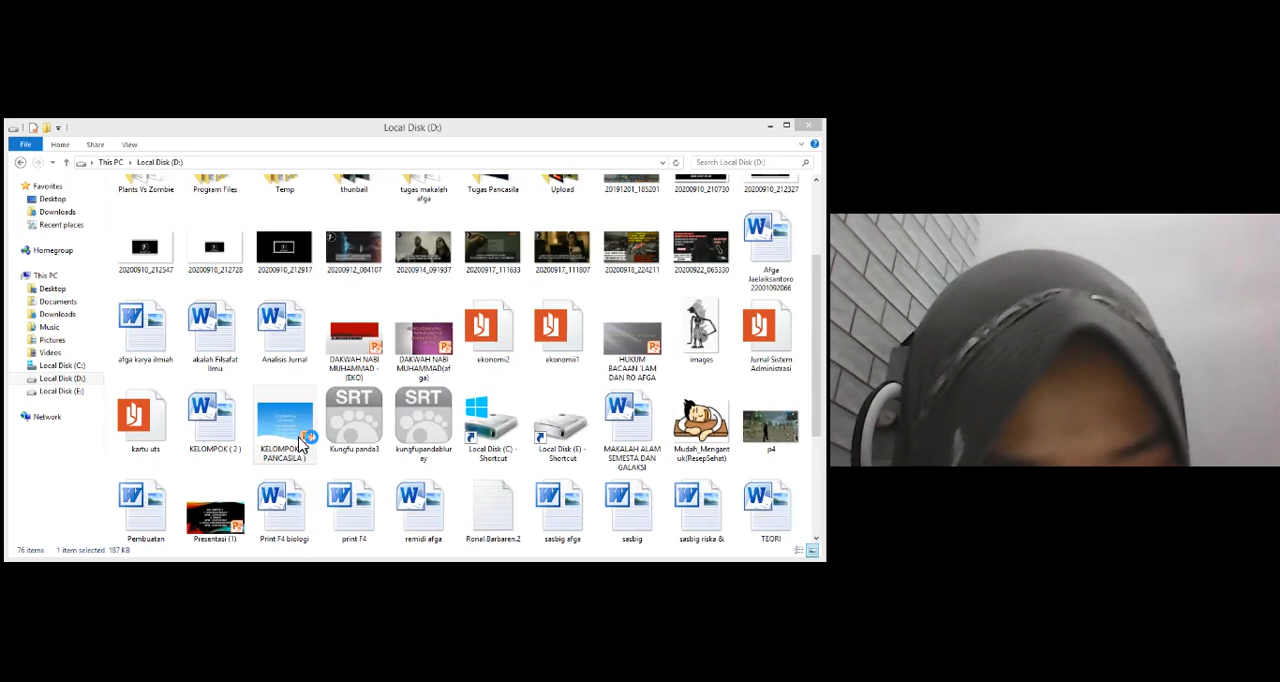 Local Disk (D:)
File Home Share View
This PC Local Disk (D:) Search Local Disk (D:)
Favorites
Desktop
Downloads
Recent places
Homegroup
This PC
Desktop
Documents
Downloads
Music
Pictures
Videos
Local Disk (C:)
Local Disk (D:)
Local Disk (E:)
Network
Plants Vs Zombie Program Files Temp thunbail tugas makalah afga Tugas Pancasila Upload 20191201_185201 20200910_210730 20200910_212327
20200910_212547 20200910_212728 20200910_212917 20200912_084107 20200914_091937 20200917_111633 20200917_111807 20200918_224211 20200922_065330 Afga Jaelaiksantoro 22001092066
afga karya ilmiah akalah Filsafat Ilmu Analisis Jurnal DAKWAH NABI MUHAMMAD - (EKO) DAKWAH NABI MUHAMMAD(afga) ekonomi2 ekonomi1 HUKUM BACAAN `LAM DAN RO AFGA images Jurnal Sistem Administrasi
kartu uts KELOMPOK ( 2 ) KELOMPOK PANCASILA ) Kungfu panda3 kungfupandabluray Local Disk (C) - Shortcut Local Disk (E) - Shortcut MAKALAH ALAM SEMESTA DAN GALAKSI Mudah_Mengantuk(ResepSehat) p4
SRT SRT
Pembuatan Presentasi (1) Print F4 biologi print F4 remidi afga Ronal.Barbaren.2 sasbig afga sasbig sasbig riska & TEORI
76 items 1 item selected 187 KB